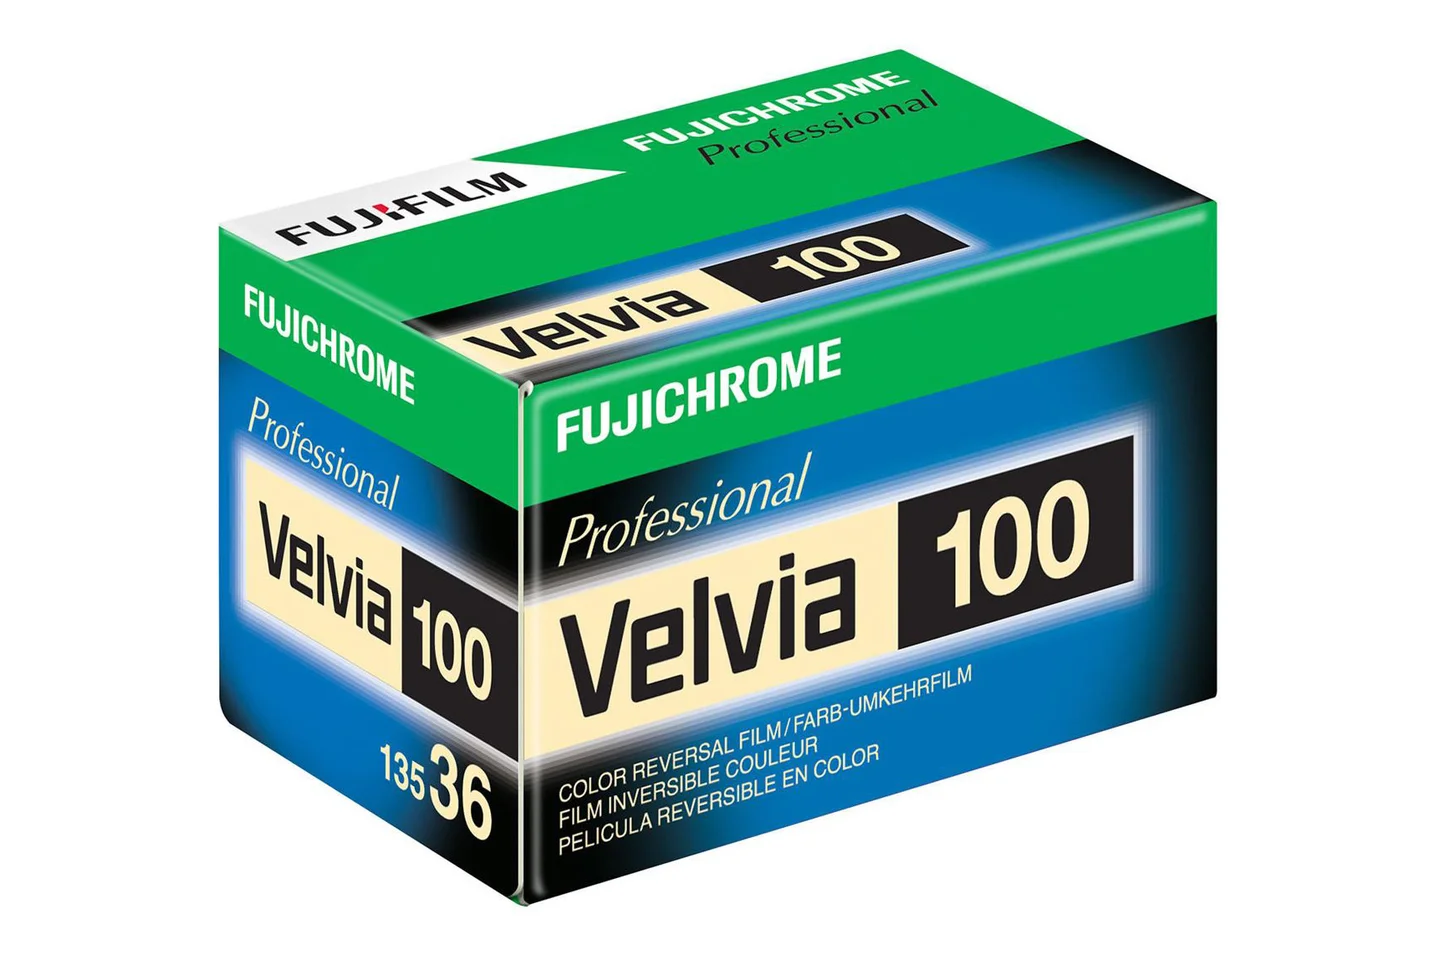 FUJIFILM
FUJICHROME
Professional
Velvia 100
FUJICHROME
Professional
Velvia 100
135 36
FUJICHROME
Professional
Velvia 100
COLOR REVERSAL FILM/FARB-UMKEHRFILM
FILM INVERSIBLE COULEUR
PELICULA REVERSIBLE EN COLOR